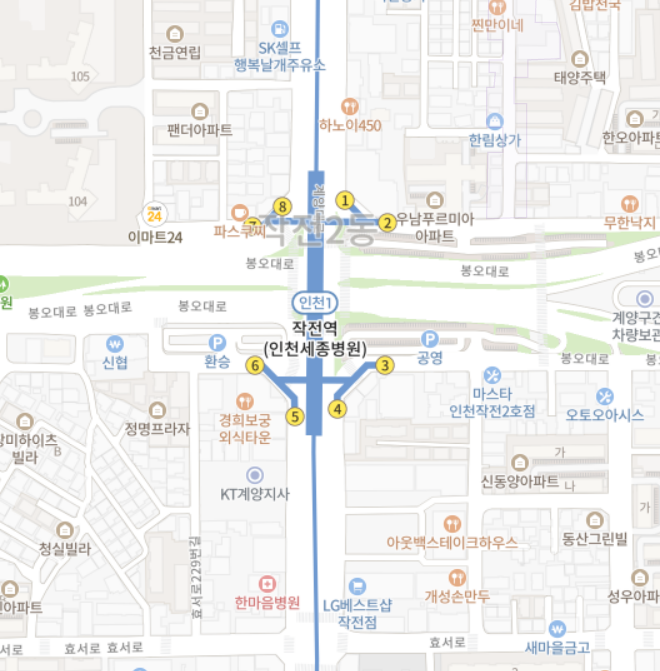 김밥천국
찐만이네
천금연립
SK셀프
행복날개주유소
태양주택
105
하노이450
팬더아파트
한림상가
한오아파트
104
계양
8
1
24
이마트24
파스쿠찌
7
2
작전2동
우남푸르미아
아파트
무한낙지
봉오대로
봉오대로
봉오
원
봉오대로
봉오대로
봉오대로
인천1
작전역
(인천세종병원)
계양구견
차량보관
신협
P
환승
P
공영
봉오대로
봉오
6
3
마스타
인천작전2호점
오토오아시스
5
4
경희보궁
외식타운
정명프라자
장미하이츠
빌라
B
KT계양지사
가
신동양아파트
나
가
청실빌라
아웃백스테이크하우스
동산그린빌
효서로229번길
한마음병원
LG베스트샵
작전점
개성손만두
성우아파
인아파트
서로
효서로
효서로
효서로
새마을금고